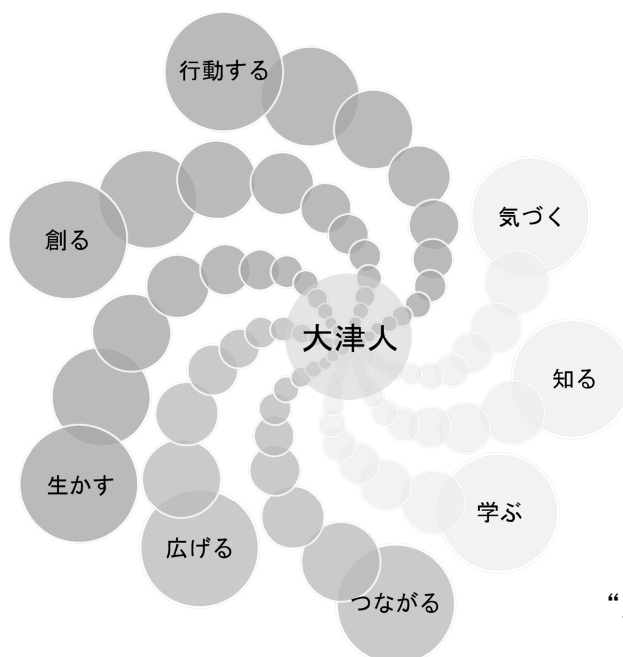 行動する
気づく
創る
大津人
知る
生かす
学ぶ
広げる
つながる
“